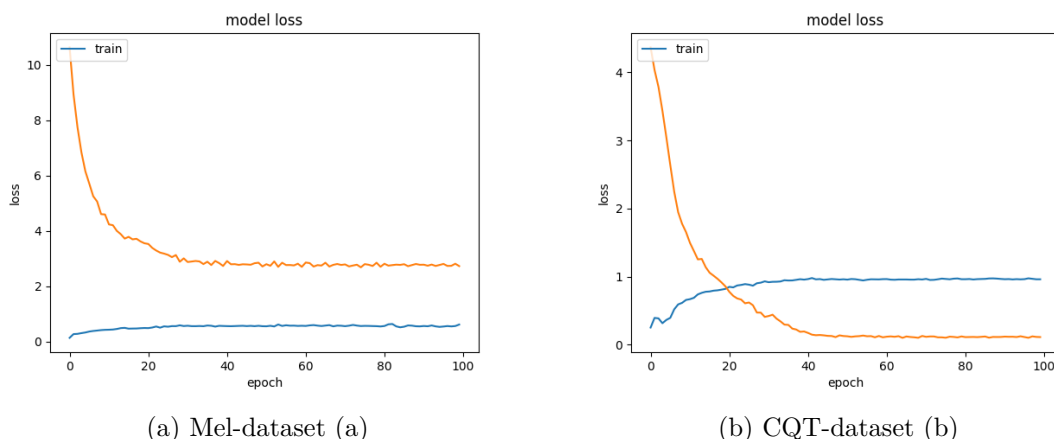 model loss
train
loss
10
8
6
4
2
0
0 20 40 60 80 100
epoch
(a) Mel-dataset (a)
model loss
train
loss
4
3
2
1
0
0 20 40 60 80 100
epoch
(b) CQT-dataset (b)